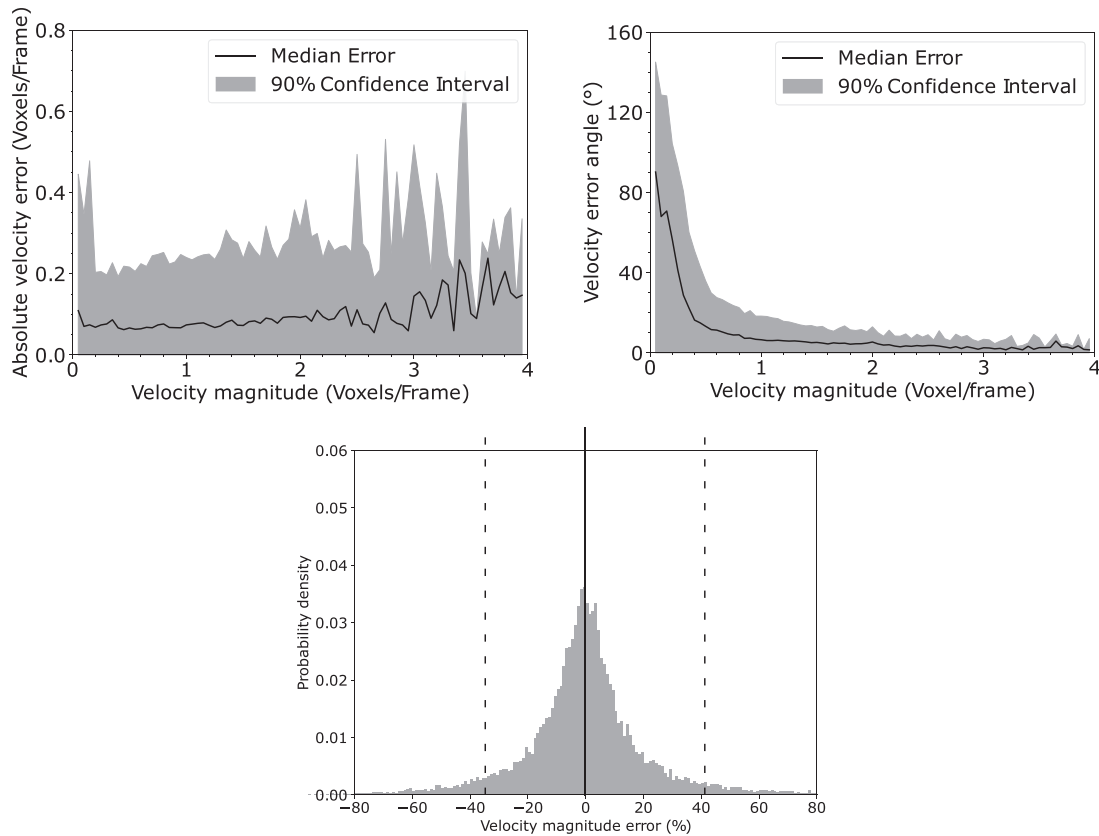 Absolute velocity error (Voxels/Frame)
0.8
0.6
0.4
0.2
0.0
Median Error
90% Confidence Interval
0 1 2 3 4
Velocity magnitude (Voxels/Frame)
Velocity error angle (°)
160
120
80
40
0
Median Error
90% Confidence Interval
0 1 2 3 4
Velocity magnitude (Voxel/frame)
Probability density
0.06
0.05
0.04
0.03
0.02
0.01
0.00
−80 −60 −40 −20 0 20 40 60 80
Velocity magnitude error (%)